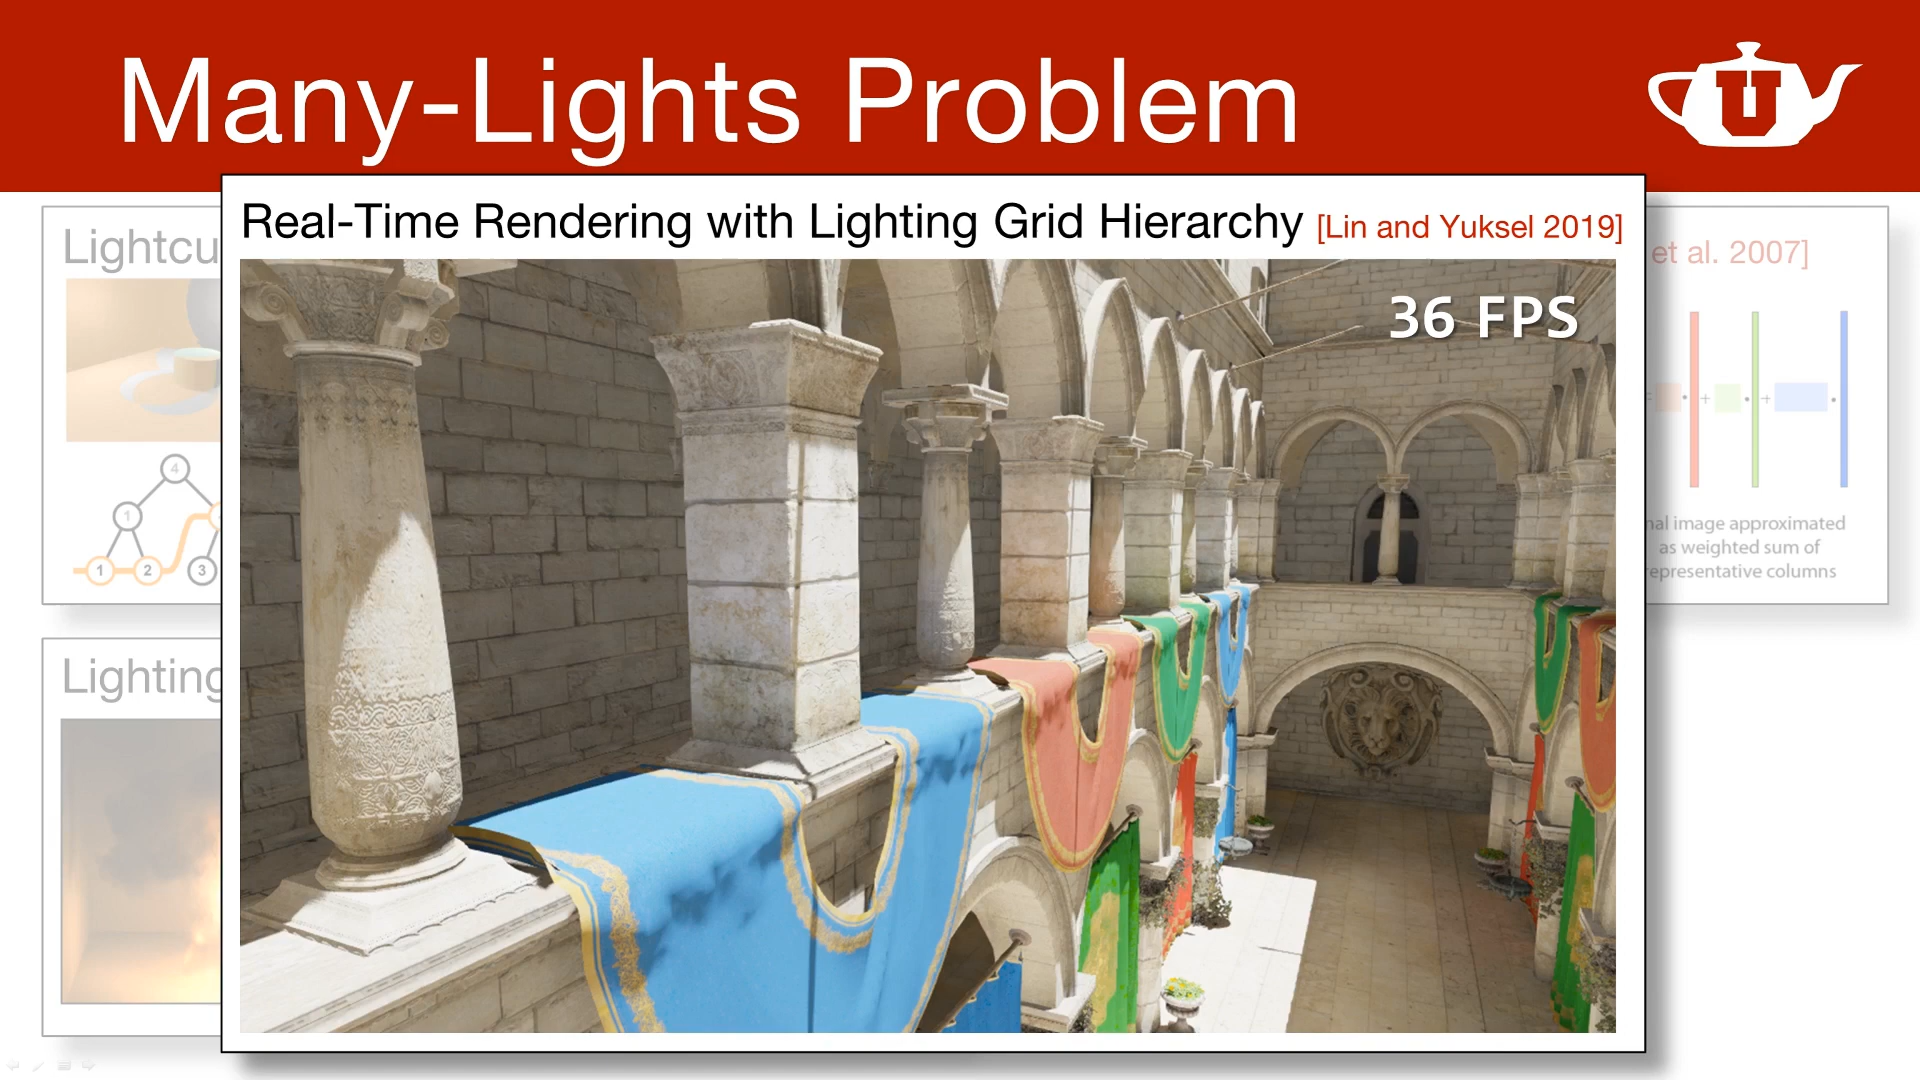 Many-Lights Problem
U
Real-Time Rendering with Lighting Grid Hierarchy [Lin and Yuksel 2019]
36 FPS
Lightcu
4
1
1 2 3
Lighting
et al. 2007]
+ +
nal image approximated
as weighted sum of
epresentative columns